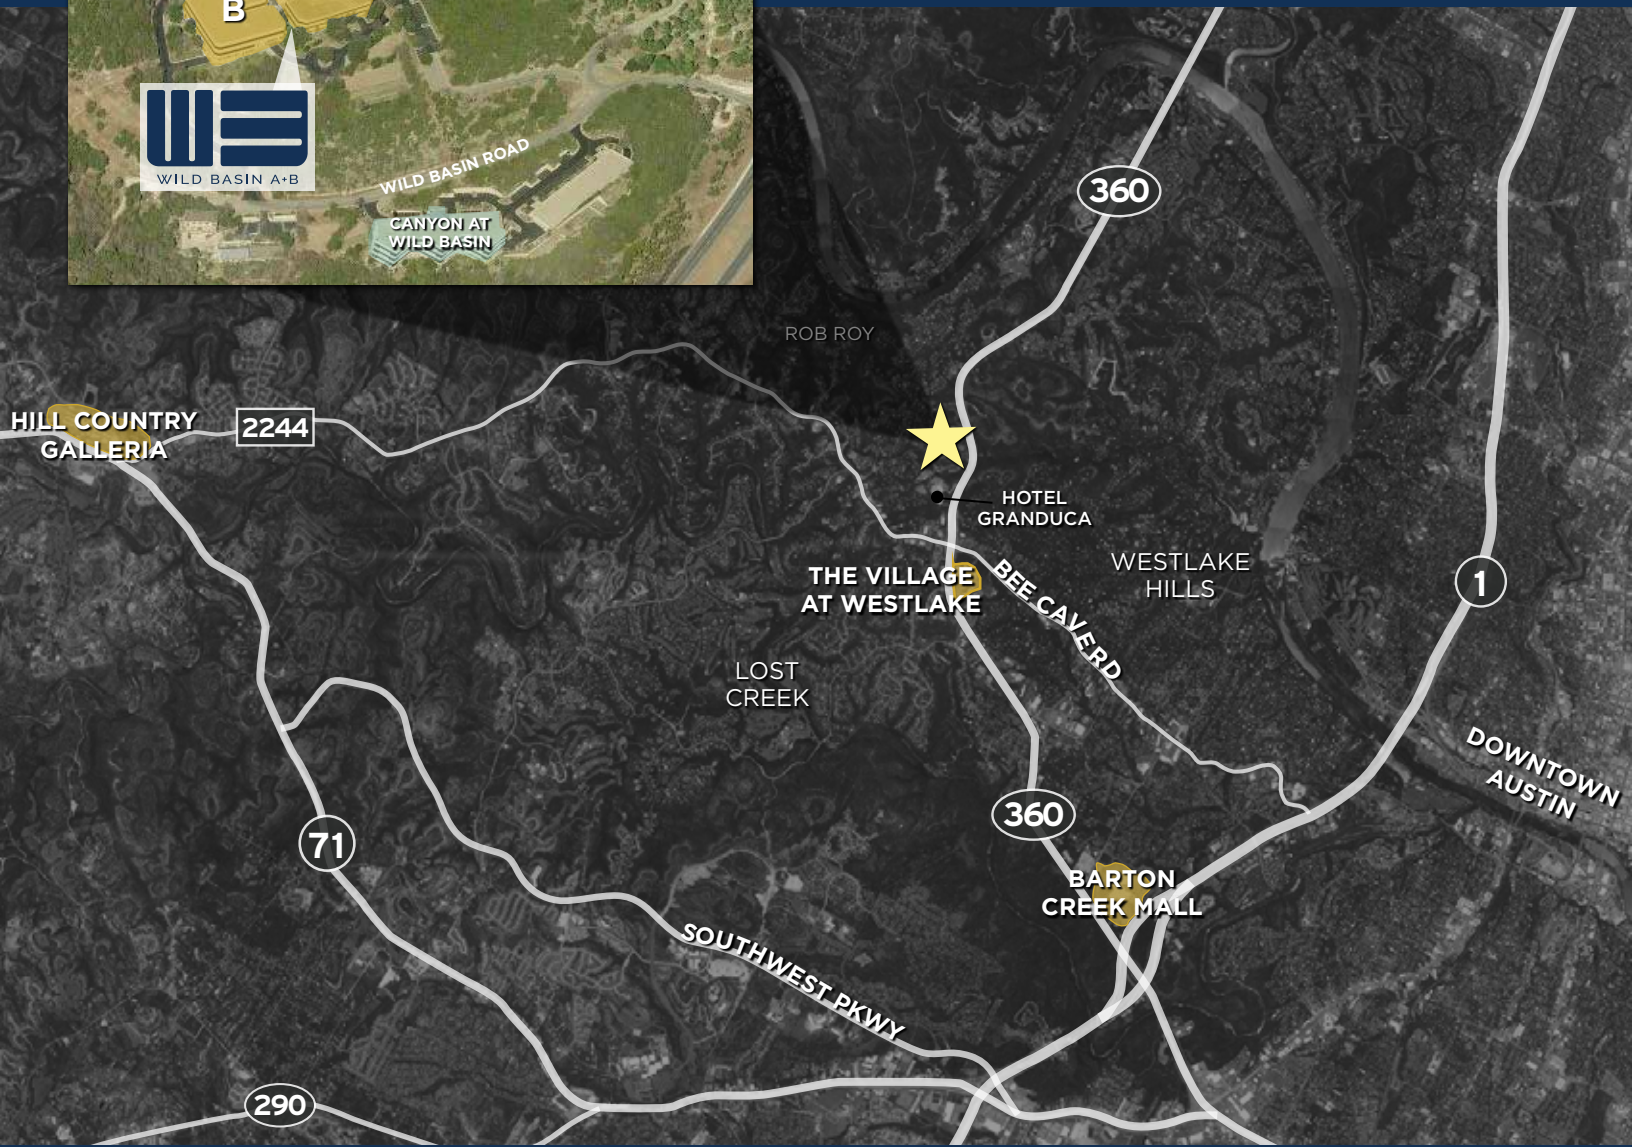 B
WILD BASIN A+B
WILD BASIN ROAD
CANYON AT
WILD BASIN
360
ROB ROY
HILL COUNTRY
GALLERIA
2244
HOTEL
GRANDUCA
WESTLAKE
HILLS
THE VILLAGE
AT WESTLAKE
BEE CAVE RD
1
LOST
CREEK
DOWNTOWN
AUSTIN
360
71
BARTON
CREEK MALL
SOUTHWEST PKWY
290